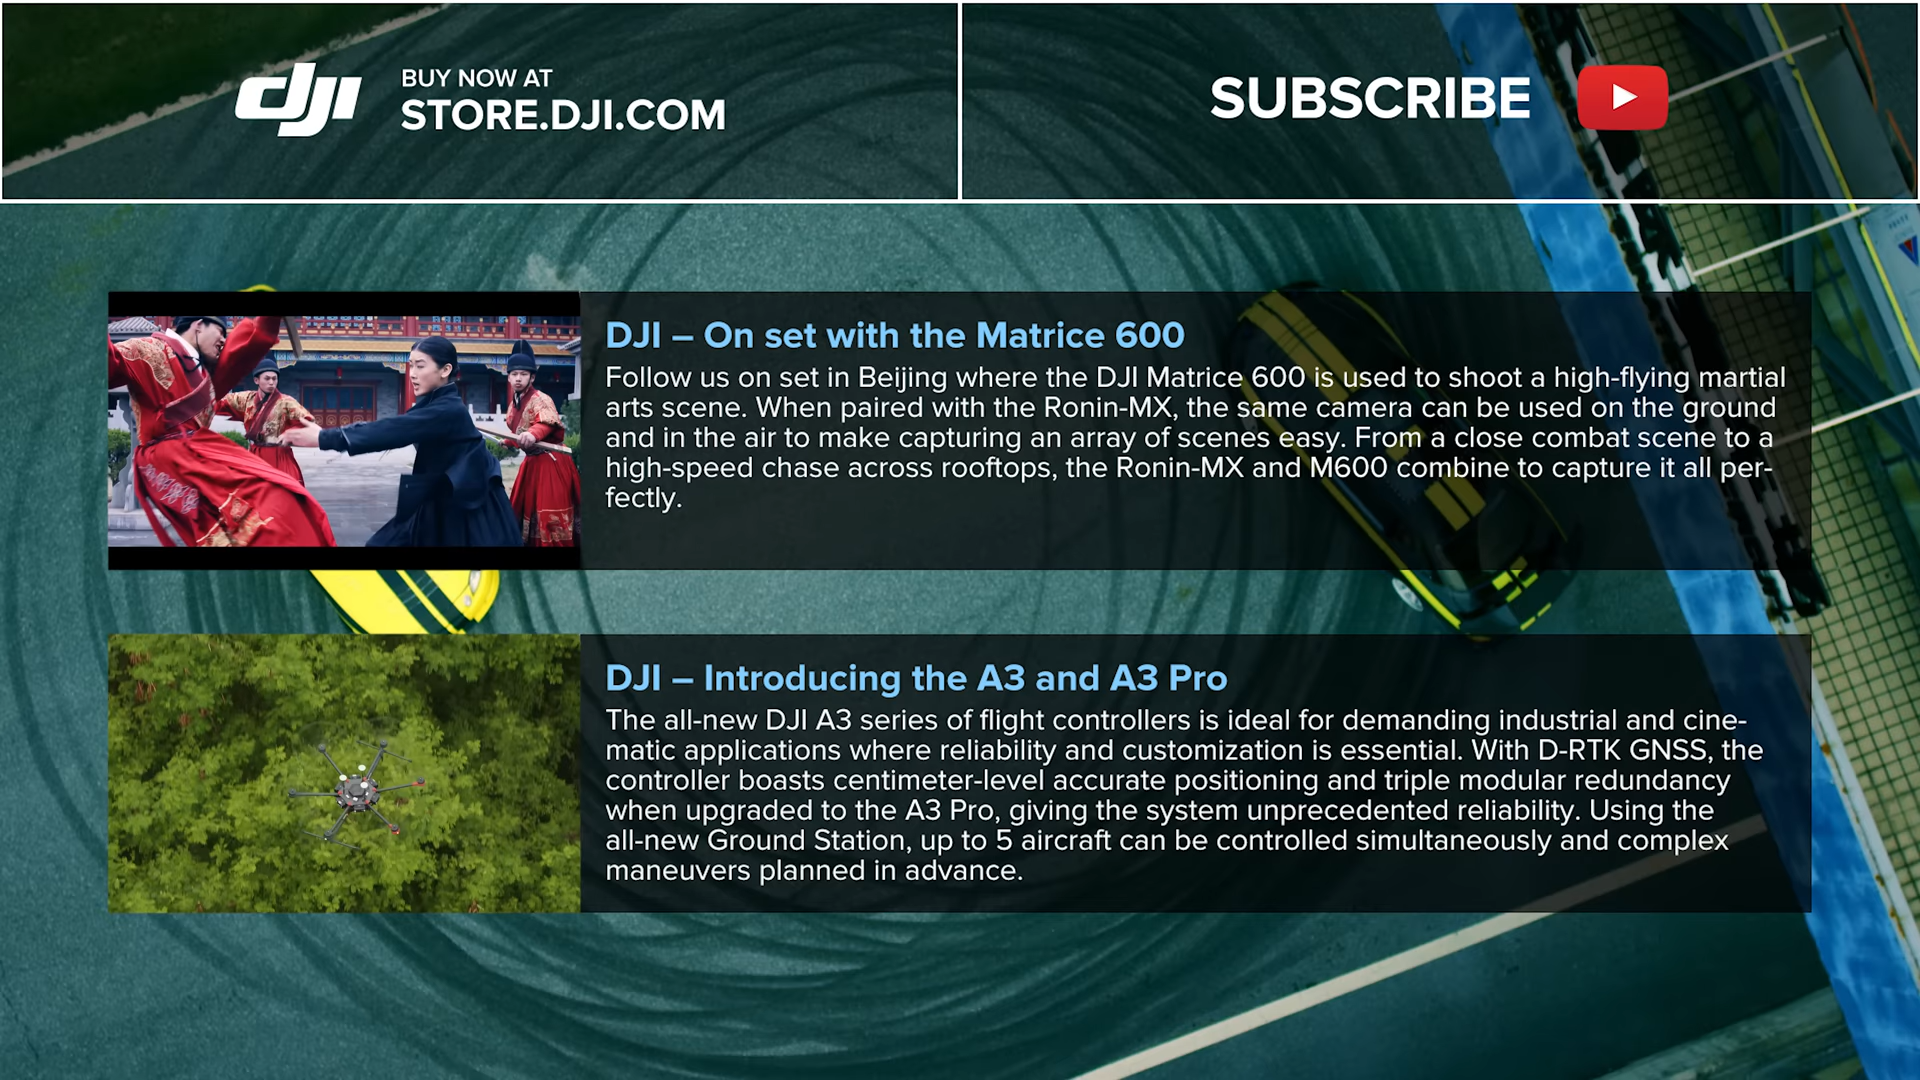 dji
BUY NOW AT
STORE.DJI.COM
SUBSCRIBE
DJI – On set with the Matrice 600
Follow us on set in Beijing where the DJI Matrice 600 is used to shoot a high-flying martial
arts scene. When paired with the Ronin-MX, the same camera can be used on the ground
and in the air to make capturing an array of scenes easy. From a close combat scene to a
high-speed chase across rooftops, the Ronin-MX and M600 combine to capture it all per-
fectly.
DJI – Introducing the A3 and A3 Pro
The all-new DJI A3 series of flight controllers is ideal for demanding industrial and cine-
matic applications where reliability and customization is essential. With D-RTK GNSS, the
controller boasts centimeter-level accurate positioning and triple modular redundancy
when upgraded to the A3 Pro, giving the system unprecedented reliability. Using the
all-new Ground Station, up to 5 aircraft can be controlled simultaneously and complex
maneuvers planned in advance.